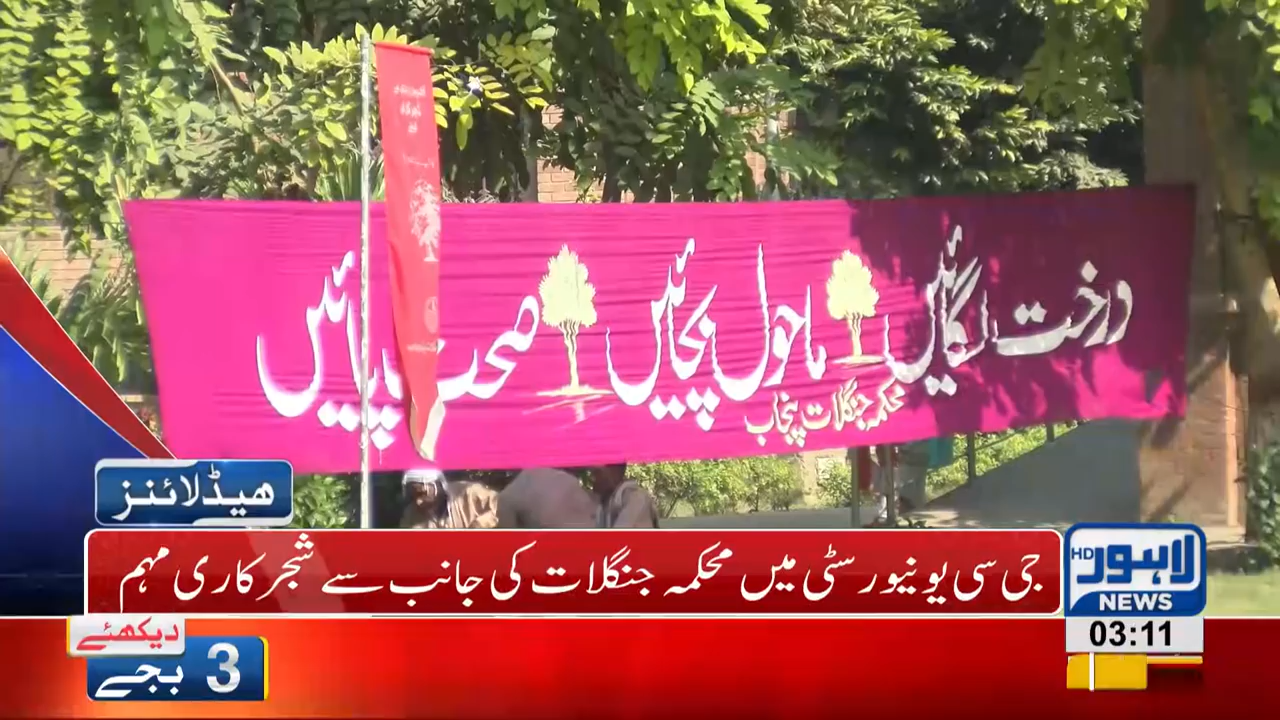 درخت لگائیں ماحول بچائیں صحت پائیں
محکمہ جنگلات پنجاب
ہیڈلائنز
جی سی یونیورسٹی میں محکمہ جنگلات کی جانب سے شجرکاری مہم
HD لاہور
NEWS
03:11
دیکھئے
3 بجے